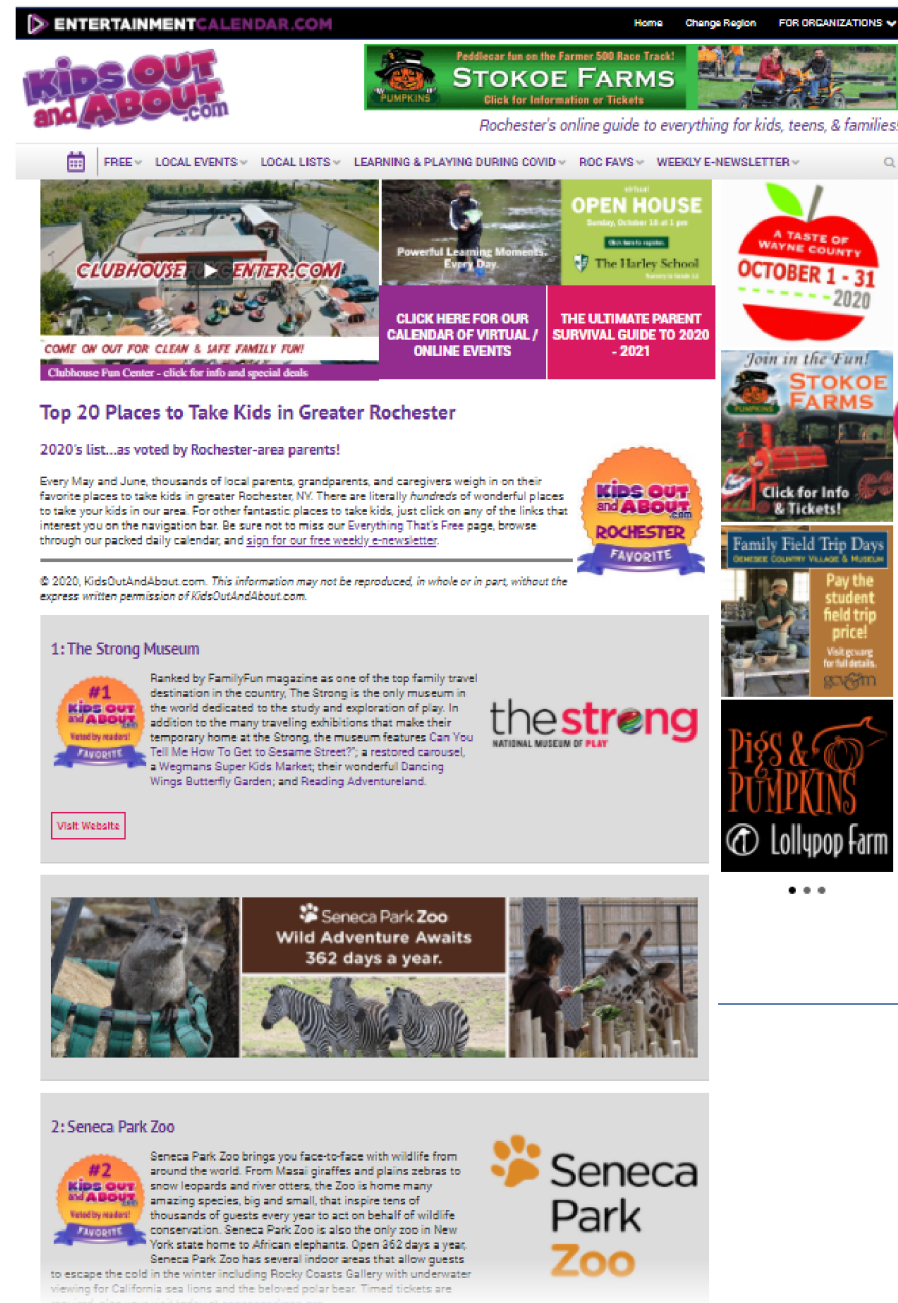 ENTERTAINMENTCALENDAR.COM
Home Change Region FOR ORGANIZATIONS
KIDS OUT
and ABOUT
.com
Peddlecar fun on the Farmer 500 Race Track!
STOKOE FARMS
PUMPKINS
Click for Information or Tickets
Rochester's online guide to everything for kids, teens, & families!
FREE LOCAL EVENTS LOCAL LISTS LEARNING & PLAYING DURING COVID ROC FAVS WEEKLY E-NEWSLETTER
CLUBHOUSEFUNCENTER.COM
COME ON OUT FOR CLEAN & SAFE FAMILY FUN!
Clubhouse Fun Center - click for info and special deals
Powerful Learning Moments.
Every Day.
virtual
OPEN HOUSE
Sunday, October 18 at 1 pm
Click here to register.
The Harley School
CLICK HERE FOR OUR
CALENDAR OF VIRTUAL /
ONLINE EVENTS
THE ULTIMATE PARENT
SURVIVAL GUIDE TO 2020
- 2021
A TASTE OF
WAYNE COUNTY
OCTOBER 1 - 31
2020
Join in the Fun!
STOKOE
FARMS
PUMPKINS
Click for Info
& Tickets!
Family Field Trip Days
GENESEE COUNTRY VILLAGE & MUSEUM
Pay the
student
field trip
price!
Visit gcv.org
for full details.
gcv&m
PIGS &
PUMPKINS
Lollypop Farm
Top 20 Places to Take Kids in Greater Rochester
2020's list...as voted by Rochester-area parents!
Every May and June, thousands of local parents, grandparents, and caregivers weigh in on their
favorite places to take kids in greater Rochester, NY. There are literally hundreds of wonderful places
to take your kids in our area. For other fantastic places to take kids, just click on any of the links that
interest you on the navigation bar. Be sure not to miss our Everything That's Free page, browse
through our packed daily calendar, and sign for our free weekly e-newsletter.
KIDS OUT
and ABOUT
.com
ROCHESTER
FAVORITE
© 2020, KidsOutAndAbout.com. This information may not be reproduced, in whole or in part, without the
express written permission of KidsOutAndAbout.com.
1: The Strong Museum
#1
KIDS OUT
and ABOUT
.com
Voted by readers!
FAVORITE
Ranked by FamilyFun magazine as one of the top family travel
destination in the country, The Strong is the only museum in
the world dedicated to the study and exploration of play. In
addition to the many traveling exhibitions that make their
temporary home at the Strong, the museum features Can You
Tell Me How To Get to Sesame Street?"; a restored carousel,
a Wegmans Super Kids Market; their wonderful Dancing
Wings Butterfly Garden; and Reading Adventureland.
thestrong
NATIONAL MUSEUM OF PLAY
Visit Website
Seneca Park Zoo
Wild Adventure Awaits
362 days a year.
2: Seneca Park Zoo
#2
KIDS OUT
and ABOUT
.com
Voted by readers!
FAVORITE
Seneca Park Zoo brings you face-to-face with wildlife from
around the world. From Masai giraffes and plains zebras to
snow leopards and river otters, the Zoo is home many
amazing species, big and small, that inspire tens of
thousands of guests every year to act on behalf of wildlife
conservation. Seneca Park Zoo is also the only zoo in New
York state home to African elephants. Open 362 days a year,
Seneca Park Zoo has several indoor areas that allow guests
to escape the cold in the winter including Rocky Coasts Gallery with underwater
viewing for California sea lions and the beloved polar bear. Timed tickets are
Seneca
Park
Zoo